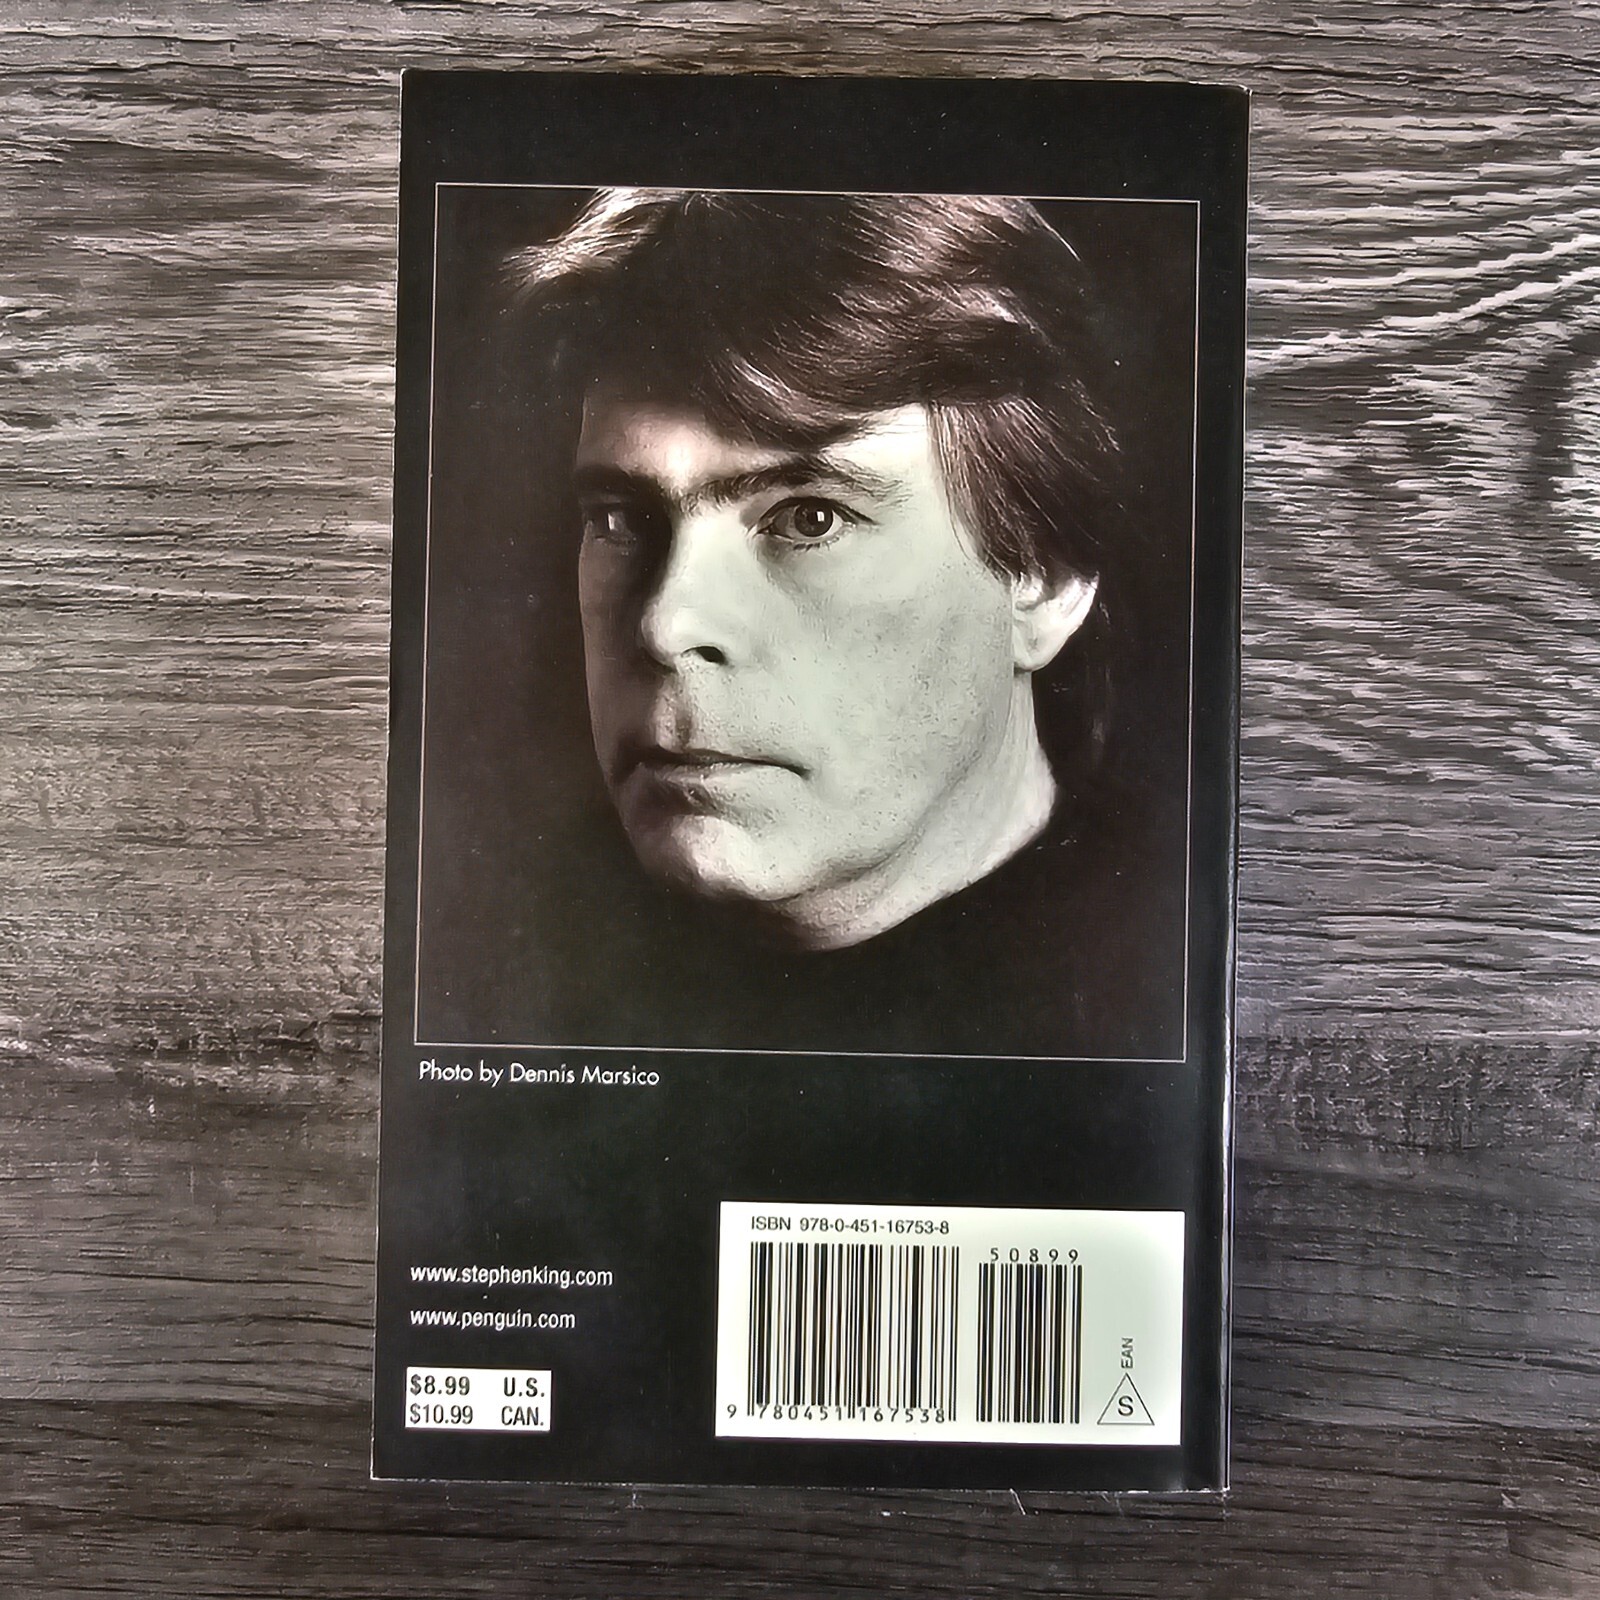 Photo by Dennis Marsico
www.stephenking.com
www.penguin.com
$8.99 U.S.
$10.99 CAN.
ISBN 978-0-451-16753-8
50899
9 780451 167538
S EAN